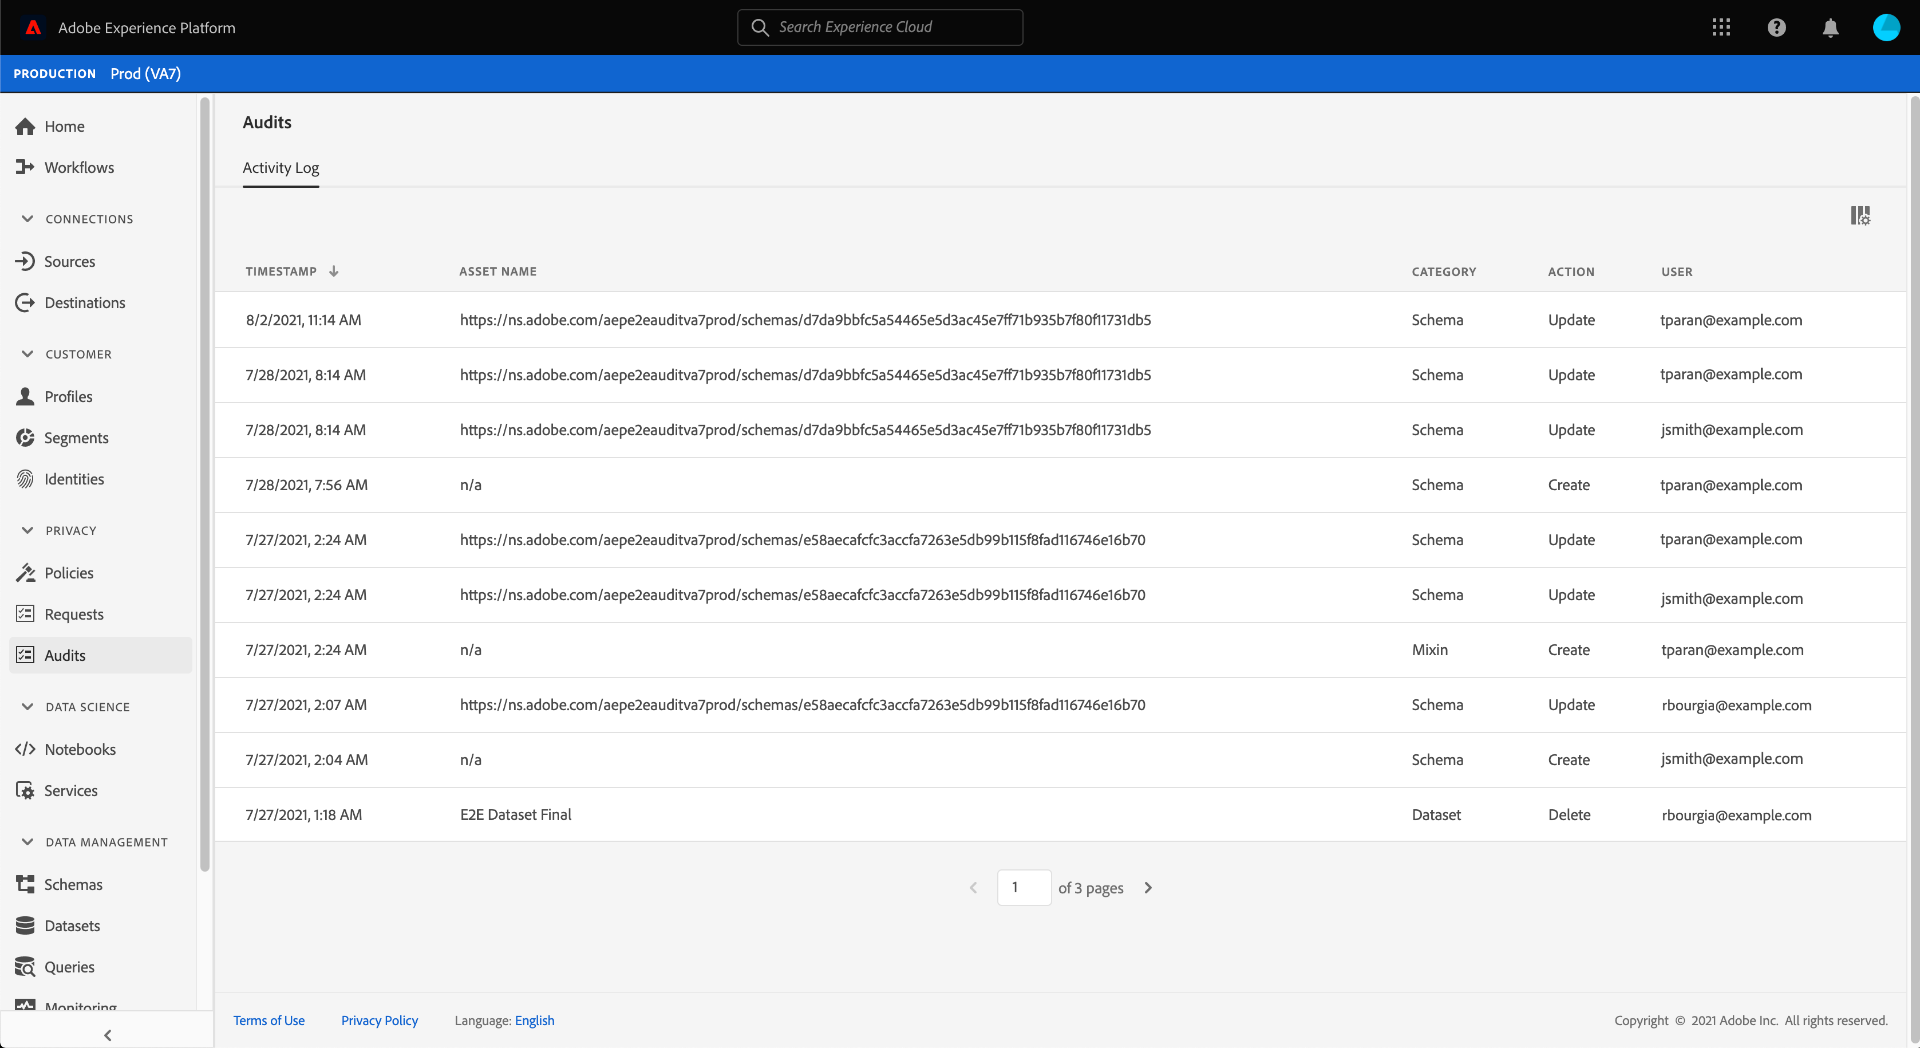 Adobe Experience Platform
Search Experience Cloud
PRODUCTION Prod (VA7)
Home
Workflows
CONNECTIONS
Sources
Destinations
CUSTOMER
Profiles
Segments
Identities
PRIVACY
Policies
Requests
Audits
DATA SCIENCE
Notebooks
Services
DATA MANAGEMENT
Schemas
Datasets
Queries
Monitoring
Audits
Activity Log
TIMESTAMP ASSET NAME CATEGORY ACTION USER
8/2/2021, 11:14 AM https://ns.adobe.com/aepe2eauditva7prod/schemas/d7da9bbfc5a54465e5d3ac45e7ff71b935b7f80f11731db5 Schema Update tparan@example.com
7/28/2021, 8:14 AM https://ns.adobe.com/aepe2eauditva7prod/schemas/d7da9bbfc5a54465e5d3ac45e7ff71b935b7f80f11731db5 Schema Update tparan@example.com
7/28/2021, 8:14 AM https://ns.adobe.com/aepe2eauditva7prod/schemas/d7da9bbfc5a54465e5d3ac45e7ff71b935b7f80f11731db5 Schema Update jsmith@example.com
7/28/2021, 7:56 AM n/a Schema Create tparan@example.com
7/27/2021, 2:24 AM https://ns.adobe.com/aepe2eauditva7prod/schemas/e58aecafcfc3accfa7263e5db99b115f8fad116746e16b70 Schema Update tparan@example.com
7/27/2021, 2:24 AM https://ns.adobe.com/aepe2eauditva7prod/schemas/e58aecafcfc3accfa7263e5db99b115f8fad116746e16b70 Schema Update jsmith@example.com
7/27/2021, 2:24 AM n/a Mixin Create tparan@example.com
7/27/2021, 2:07 AM https://ns.adobe.com/aepe2eauditva7prod/schemas/e58aecafcfc3accfa7263e5db99b115f8fad116746e16b70 Schema Update rbourgia@example.com
7/27/2021, 2:04 AM n/a Schema Create jsmith@example.com
7/27/2021, 1:18 AM E2E Dataset Final Dataset Delete rbourgia@example.com
1 of 3 pages
Terms of Use Privacy Policy Language: English Copyright © 2021 Adobe Inc. All rights reserved.